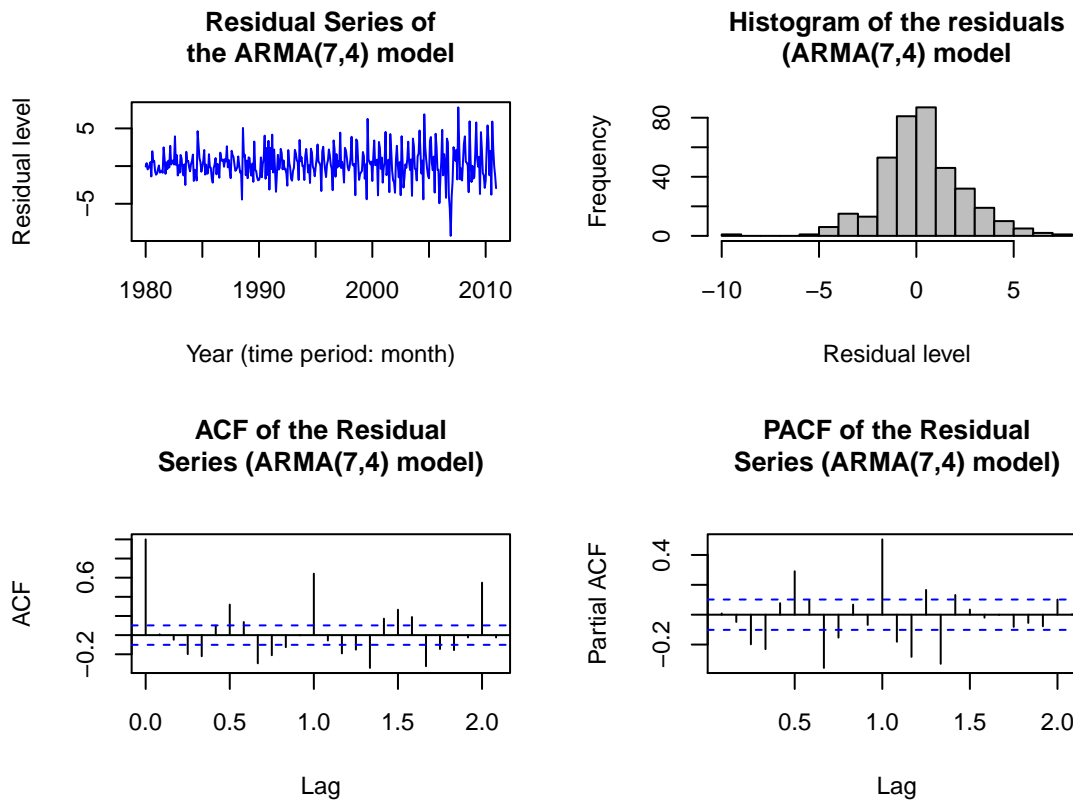 Residual Series of
the ARMA(7,4) model
Residual level
5
−5
1980
1990
2000
2010
Year (time period: month)
Histogram of the residuals
(ARMA(7,4) model
Frequency
80
40
0
−10
−5
0
5
Residual level
ACF of the Residual
Series (ARMA(7,4) model)
ACF
0.6
−0.2
0.0
0.5
1.0
1.5
2.0
Lag
PACF of the Residual
Series (ARMA(7,4) model)
Partial ACF
0.4
−0.2
0.5
1.0
1.5
2.0
Lag